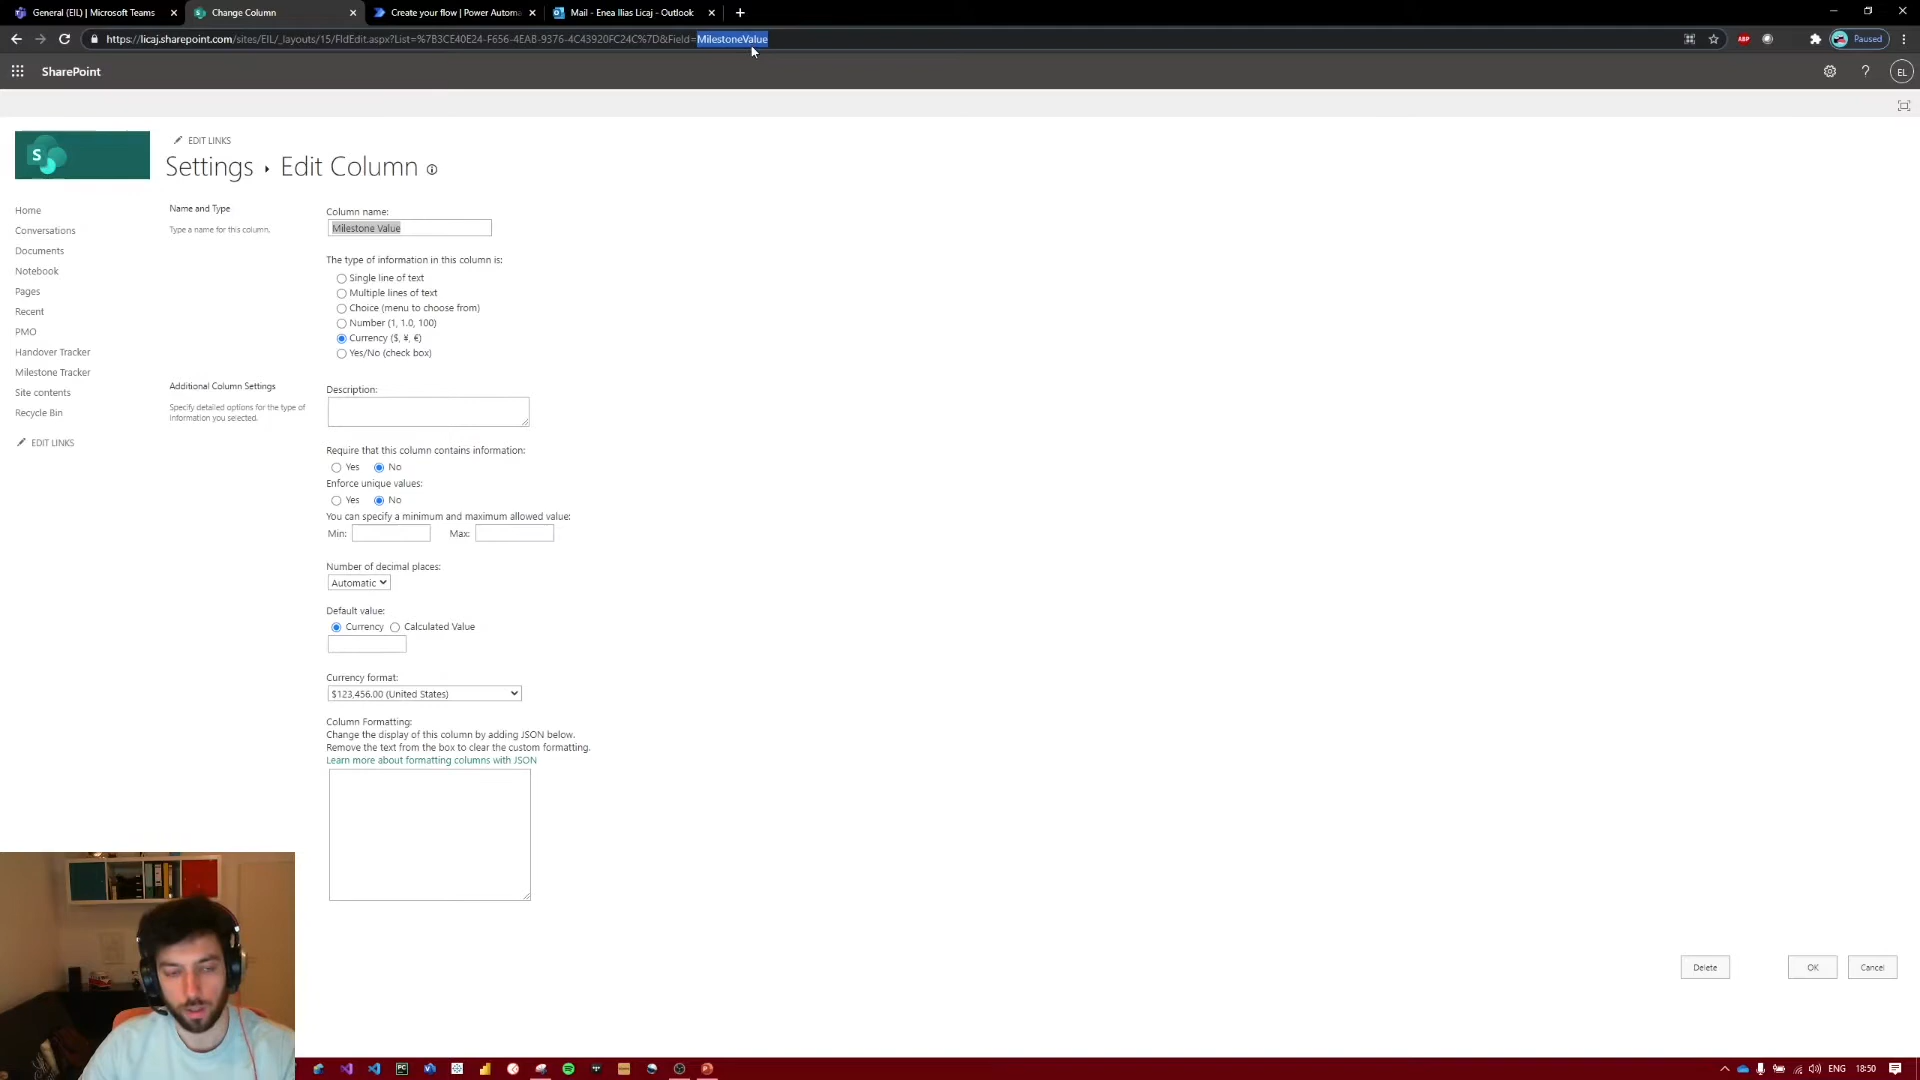 General (EIL) | Microsoft Teams
Change Column
Create your flow | Power Automa
Mail - Enea Ilias Licaj - Outlook
https://licaj.sharepoint.com/sites/EIL/_layouts/15/FldEdit.aspx?List=%7B3CE40E24-F656-4EAB-9376-4C43920FC24C%7D&Field=MilestoneValue
ABP
Paused
SharePoint
?
EL
S
EDIT LINKS
Settings › Edit Column
Home
Conversations
Documents
Notebook
Pages
Recent
PMO
Handover Tracker
Milestone Tracker
Site contents
Recycle Bin
EDIT LINKS
Name and Type
Type a name for this column.
Column name:
Milestone Value
The type of information in this column is:
Single line of text
Multiple lines of text
Choice (menu to choose from)
Number (1, 1.0, 100)
Currency ($, ¥, €)
Yes/No (check box)
Additional Column Settings
Specify detailed options for the type of
information you selected.
Description:
Require that this column contains information:
Yes No
Enforce unique values:
Yes No
You can specify a minimum and maximum allowed value:
Min: Max:
Number of decimal places:
Automatic
Default value:
Currency Calculated Value
Currency format:
$123,456.00 (United States)
Column Formatting:
Change the display of this column by adding JSON below.
Remove the text from the box to clear the custom formatting.
Learn more about formatting columns with JSON
Delete
OK
Cancel
PC
ENG
18:50